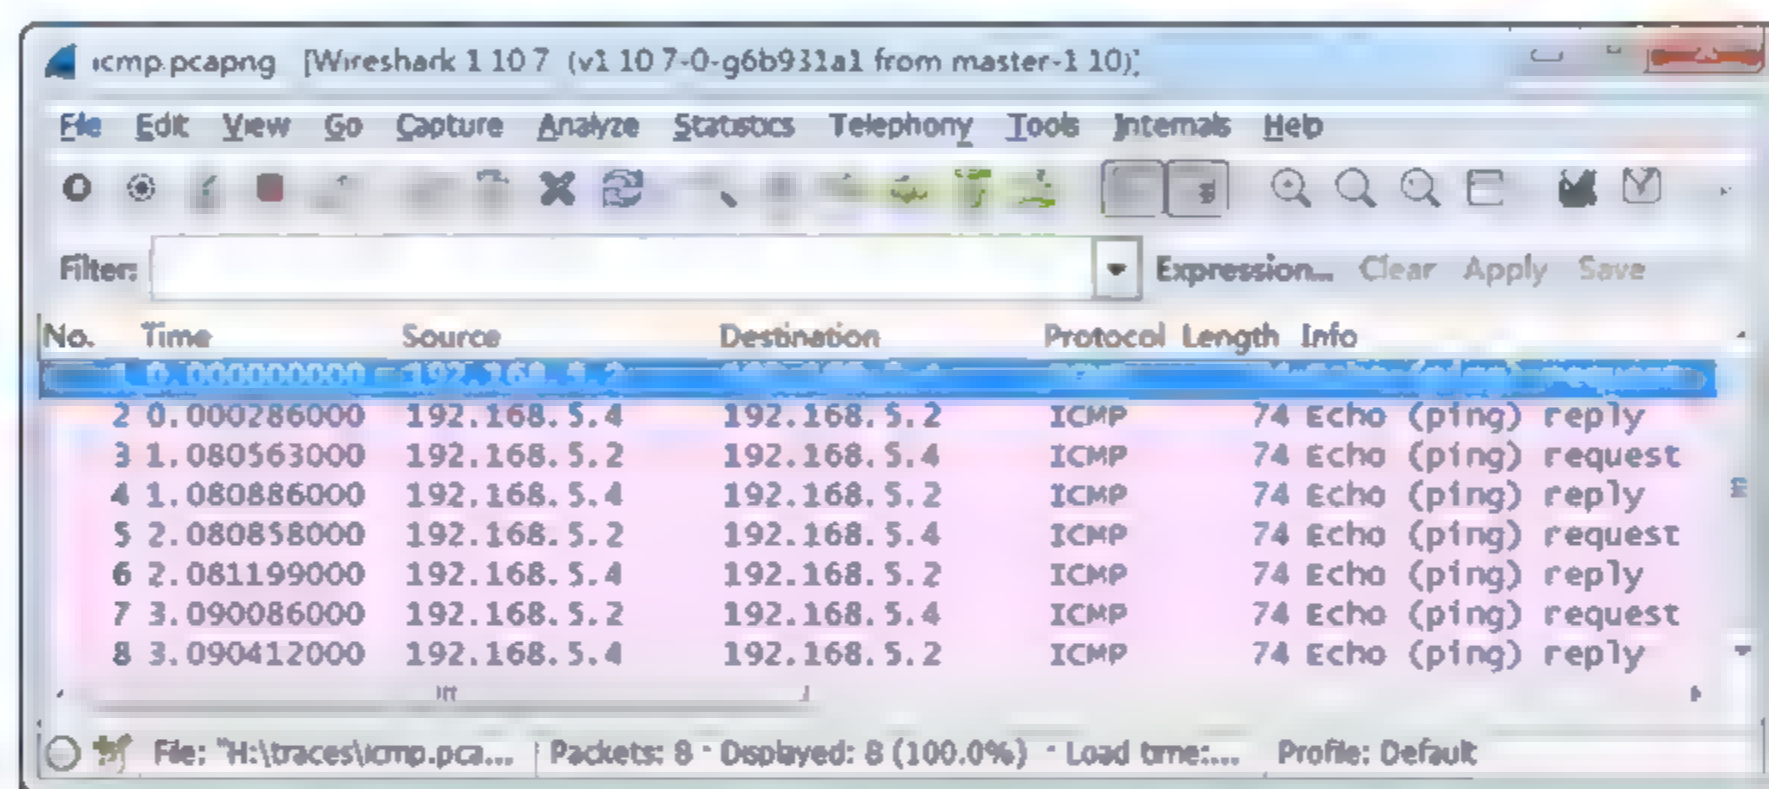 icmp.pcapng [Wireshark 1 10 7 (v1 10 7-0-g6b931a1 from master-1 10)]
File Edit View Go Capture Analyze Statistics Telephony Tools Internals Help
Filter: Expression... Clear Apply Save
No. Time Source Destination Protocol Length Info
1 0.000000000 192.168.5.2
2 0.000286000 192.168.5.4 192.168.5.2 ICMP 74 Echo (ping) reply
3 1.080563000 192.168.5.2 192.168.5.4 ICMP 74 Echo (ping) request
4 1.080886000 192.168.5.4 192.168.5.2 ICMP 74 Echo (ping) reply
5 2.080858000 192.168.5.2 192.168.5.4 ICMP 74 Echo (ping) request
6 2.081199000 192.168.5.4 192.168.5.2 ICMP 74 Echo (ping) reply
7 3.090086000 192.168.5.2 192.168.5.4 ICMP 74 Echo (ping) request
8 3.090412000 192.168.5.4 192.168.5.2 ICMP 74 Echo (ping) reply
File: "H:\traces\icmp.pca... Packets: 8 · Displayed: 8 (100.0%) · Load time:... Profile: Default